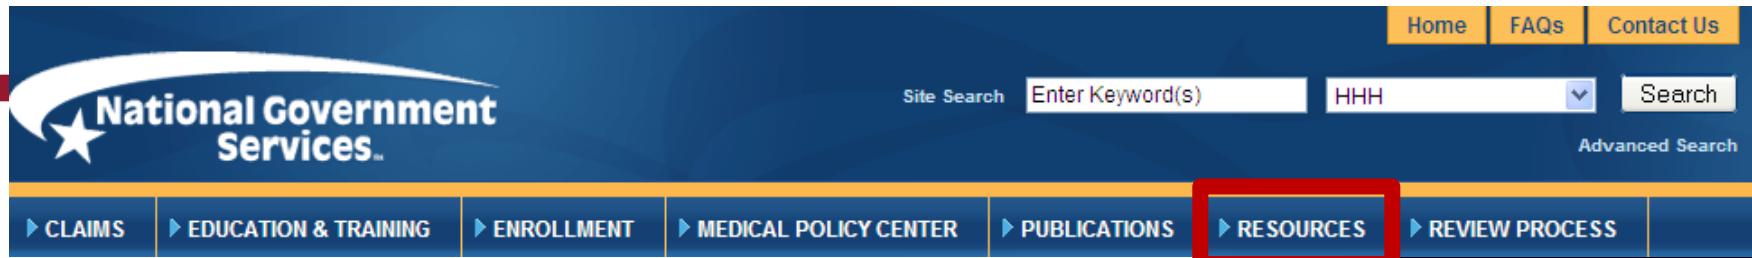 Home FAQs Contact Us
National Government
Services
Site Search Enter Keyword(s) HHH Search
Advanced Search
CLAIMS EDUCATION & TRAINING ENROLLMENT MEDICAL POLICY CENTER PUBLICATIONS RESOURCES REVIEW PROCESS